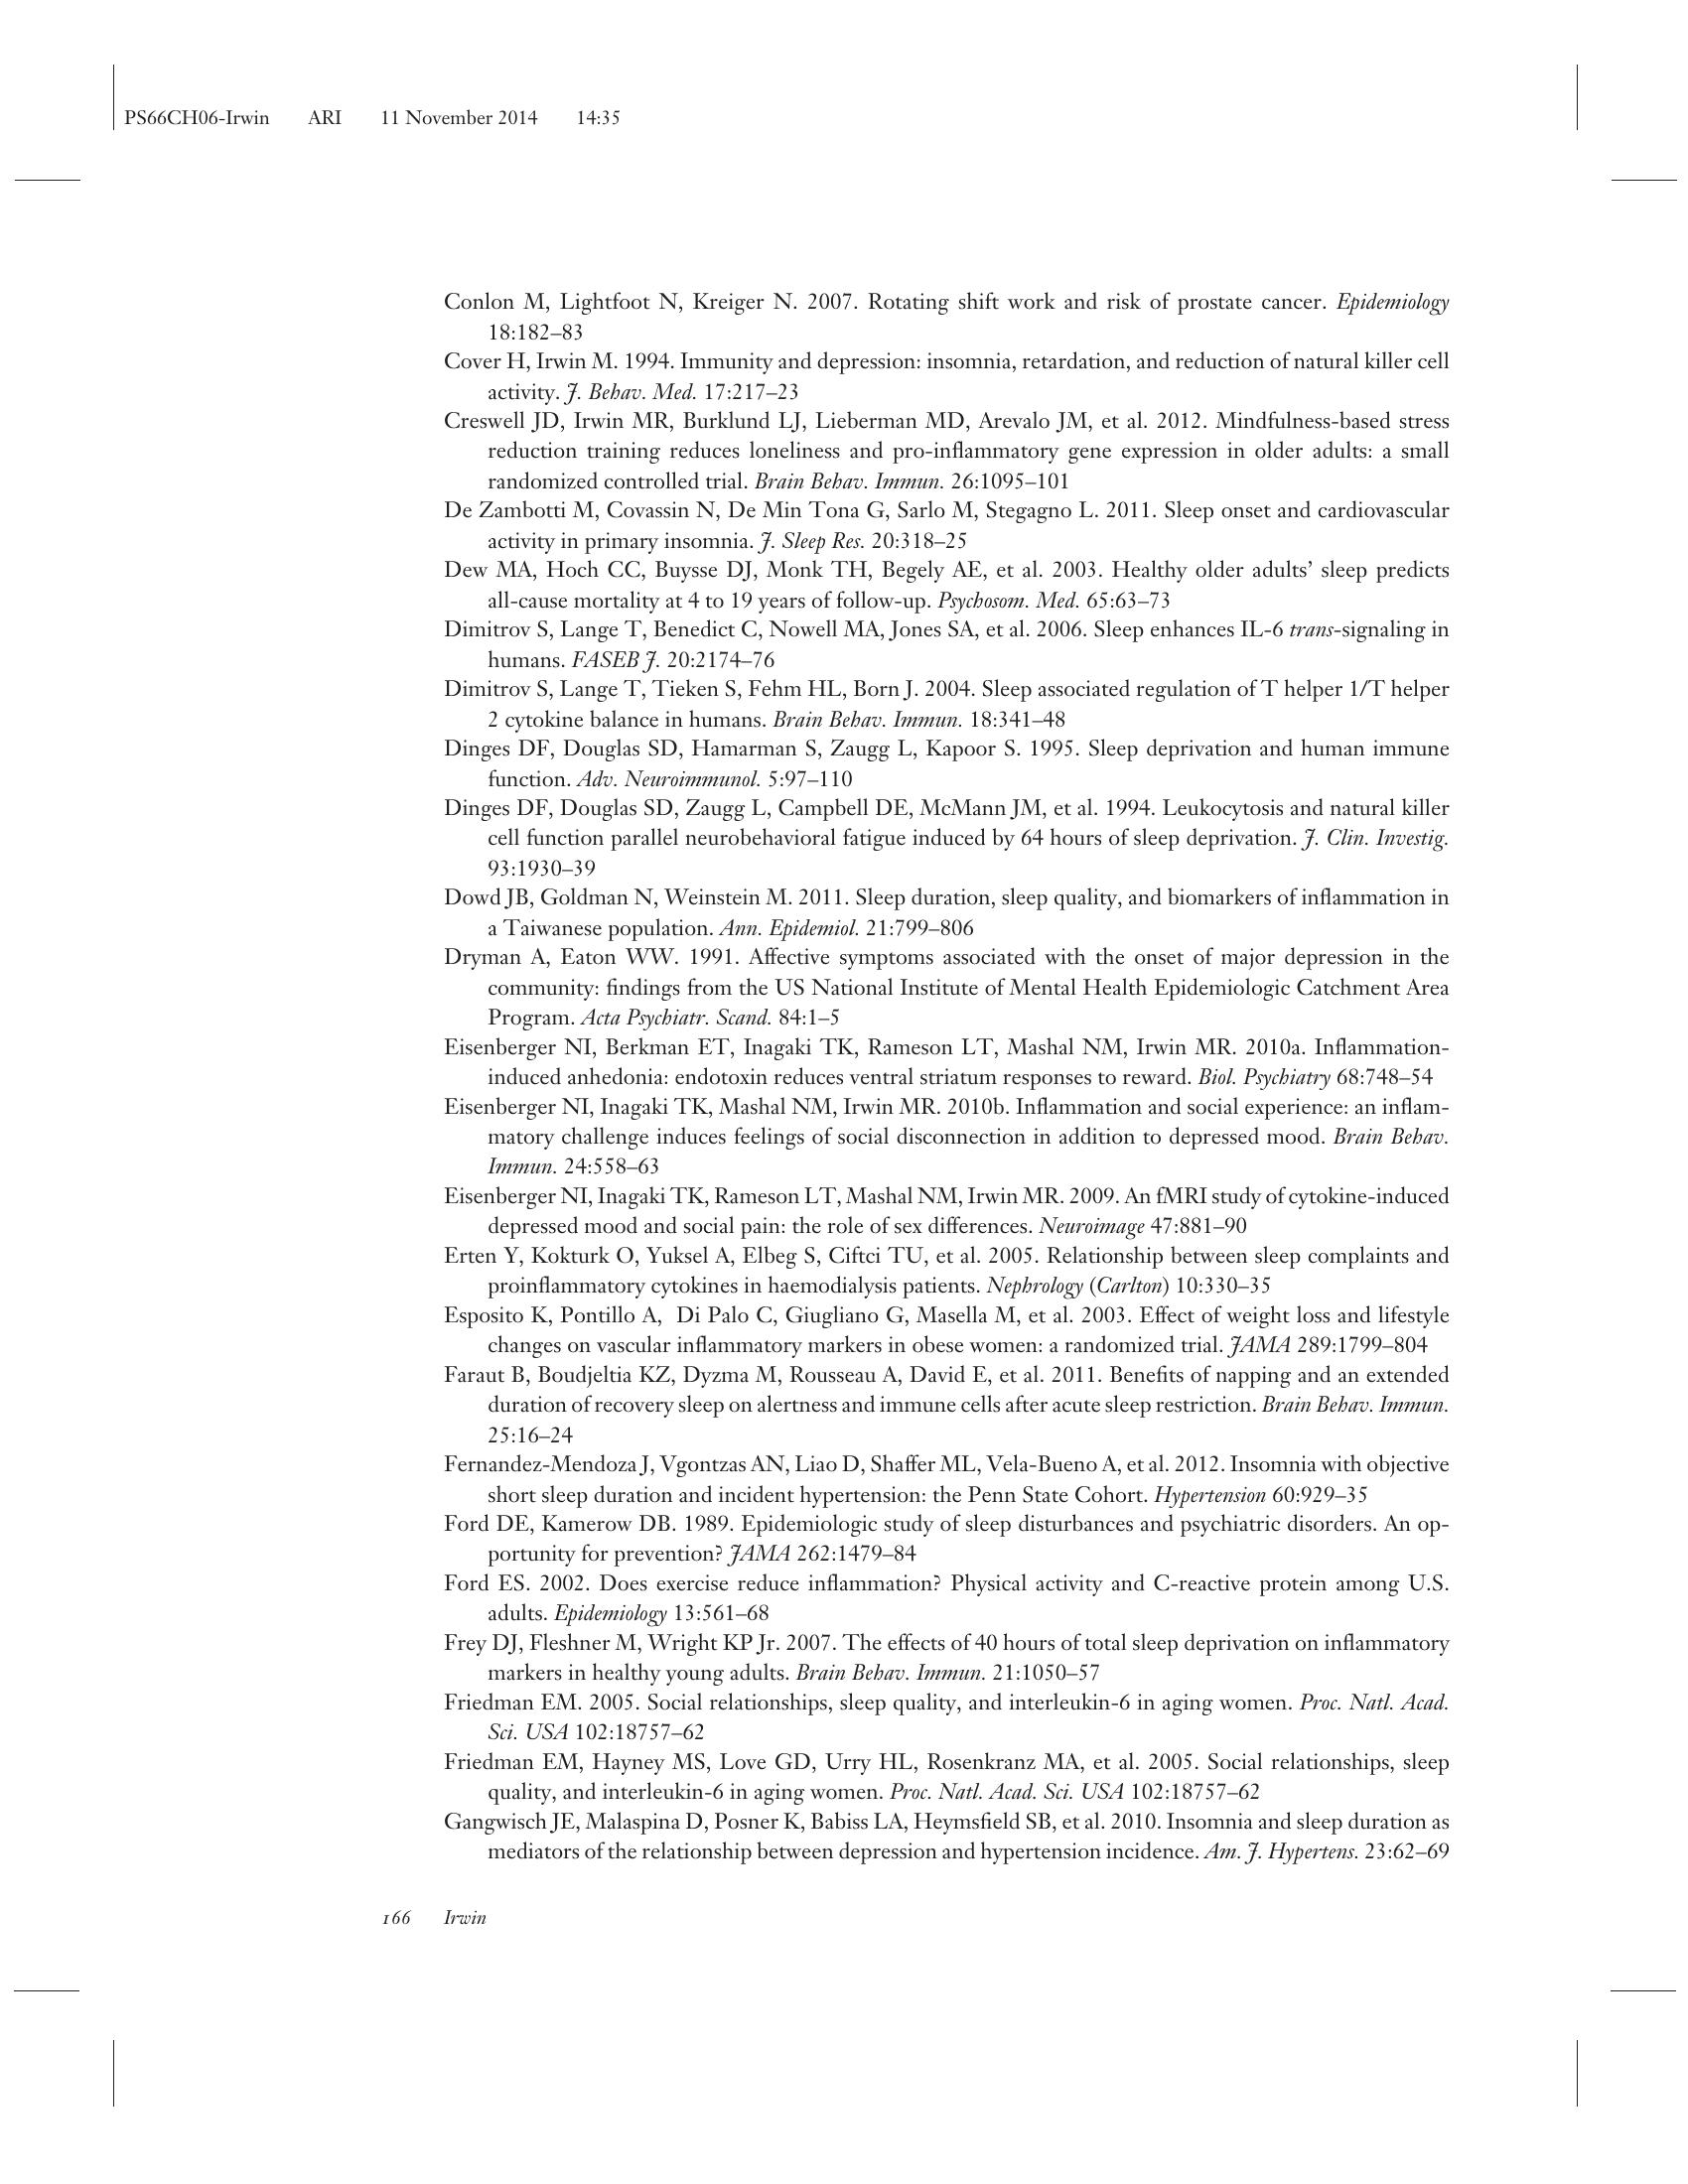 PS66CH06-Irwin ARI 11 November 2014 14:35
Conlon M, Lightfoot N, Kreiger N. 2007. Rotating shift work and risk of prostate cancer. Epidemiology
18:182–83
Cover H, Irwin M. 1994. Immunity and depression: insomnia, retardation, and reduction of natural killer cell
activity. J. Behav. Med. 17:217–23
Creswell JD, Irwin MR, Burklund LJ, Lieberman MD, Arevalo JM, et al. 2012. Mindfulness-based stress
reduction training reduces loneliness and pro-inflammatory gene expression in older adults: a small
randomized controlled trial. Brain Behav. Immun. 26:1095–101
De Zambotti M, Covassin N, De Min Tona G, Sarlo M, Stegagno L. 2011. Sleep onset and cardiovascular
activity in primary insomnia. J. Sleep Res. 20:318–25
Dew MA, Hoch CC, Buysse DJ, Monk TH, Begely AE, et al. 2003. Healthy older adults’ sleep predicts
all-cause mortality at 4 to 19 years of follow-up. Psychosom. Med. 65:63–73
Dimitrov S, Lange T, Benedict C, Nowell MA, Jones SA, et al. 2006. Sleep enhances IL-6 trans-signaling in
humans. FASEB J. 20:2174–76
Dimitrov S, Lange T, Tieken S, Fehm HL, Born J. 2004. Sleep associated regulation of T helper 1/T helper
2 cytokine balance in humans. Brain Behav. Immun. 18:341–48
Dinges DF, Douglas SD, Hamarman S, Zaugg L, Kapoor S. 1995. Sleep deprivation and human immune
function. Adv. Neuroimmunol. 5:97–110
Dinges DF, Douglas SD, Zaugg L, Campbell DE, McMann JM, et al. 1994. Leukocytosis and natural killer
cell function parallel neurobehavioral fatigue induced by 64 hours of sleep deprivation. J. Clin. Investig.
93:1930–39
Dowd JB, Goldman N, Weinstein M. 2011. Sleep duration, sleep quality, and biomarkers of inflammation in
a Taiwanese population. Ann. Epidemiol. 21:799–806
Dryman A, Eaton WW. 1991. Affective symptoms associated with the onset of major depression in the
community: findings from the US National Institute of Mental Health Epidemiologic Catchment Area
Program. Acta Psychiatr. Scand. 84:1–5
Eisenberger NI, Berkman ET, Inagaki TK, Rameson LT, Mashal NM, Irwin MR. 2010a. Inflammation-
induced anhedonia: endotoxin reduces ventral striatum responses to reward. Biol. Psychiatry 68:748–54
Eisenberger NI, Inagaki TK, Mashal NM, Irwin MR. 2010b. Inflammation and social experience: an inflam-
matory challenge induces feelings of social disconnection in addition to depressed mood. Brain Behav.
Immun. 24:558–63
Eisenberger NI, Inagaki TK, Rameson LT, Mashal NM, Irwin MR. 2009. An fMRI study of cytokine-induced
depressed mood and social pain: the role of sex differences. Neuroimage 47:881–90
Erten Y, Kokturk O, Yuksel A, Elbeg S, Ciftci TU, et al. 2005. Relationship between sleep complaints and
proinflammatory cytokines in haemodialysis patients. Nephrology (Carlton) 10:330–35
Esposito K, Pontillo A, Di Palo C, Giugliano G, Masella M, et al. 2003. Effect of weight loss and lifestyle
changes on vascular inflammatory markers in obese women: a randomized trial. JAMA 289:1799–804
Faraut B, Boudjeltia KZ, Dyzma M, Rousseau A, David E, et al. 2011. Benefits of napping and an extended
duration of recovery sleep on alertness and immune cells after acute sleep restriction. Brain Behav. Immun.
25:16–24
Fernandez-Mendoza J, Vgontzas AN, Liao D, Shaffer ML, Vela-Bueno A, et al. 2012. Insomnia with objective
short sleep duration and incident hypertension: the Penn State Cohort. Hypertension 60:929–35
Ford DE, Kamerow DB. 1989. Epidemiologic study of sleep disturbances and psychiatric disorders. An op-
portunity for prevention? JAMA 262:1479–84
Ford ES. 2002. Does exercise reduce inflammation? Physical activity and C-reactive protein among U.S.
adults. Epidemiology 13:561–68
Frey DJ, Fleshner M, Wright KP Jr. 2007. The effects of 40 hours of total sleep deprivation on inflammatory
markers in healthy young adults. Brain Behav. Immun. 21:1050–57
Friedman EM. 2005. Social relationships, sleep quality, and interleukin-6 in aging women. Proc. Natl. Acad.
Sci. USA 102:18757–62
Friedman EM, Hayney MS, Love GD, Urry HL, Rosenkranz MA, et al. 2005. Social relationships, sleep
quality, and interleukin-6 in aging women. Proc. Natl. Acad. Sci. USA 102:18757–62
Gangwisch JE, Malaspina D, Posner K, Babiss LA, Heymsfield SB, et al. 2010. Insomnia and sleep duration as
mediators of the relationship between depression and hypertension incidence. Am. J. Hypertens. 23:62–69
166 Irwin